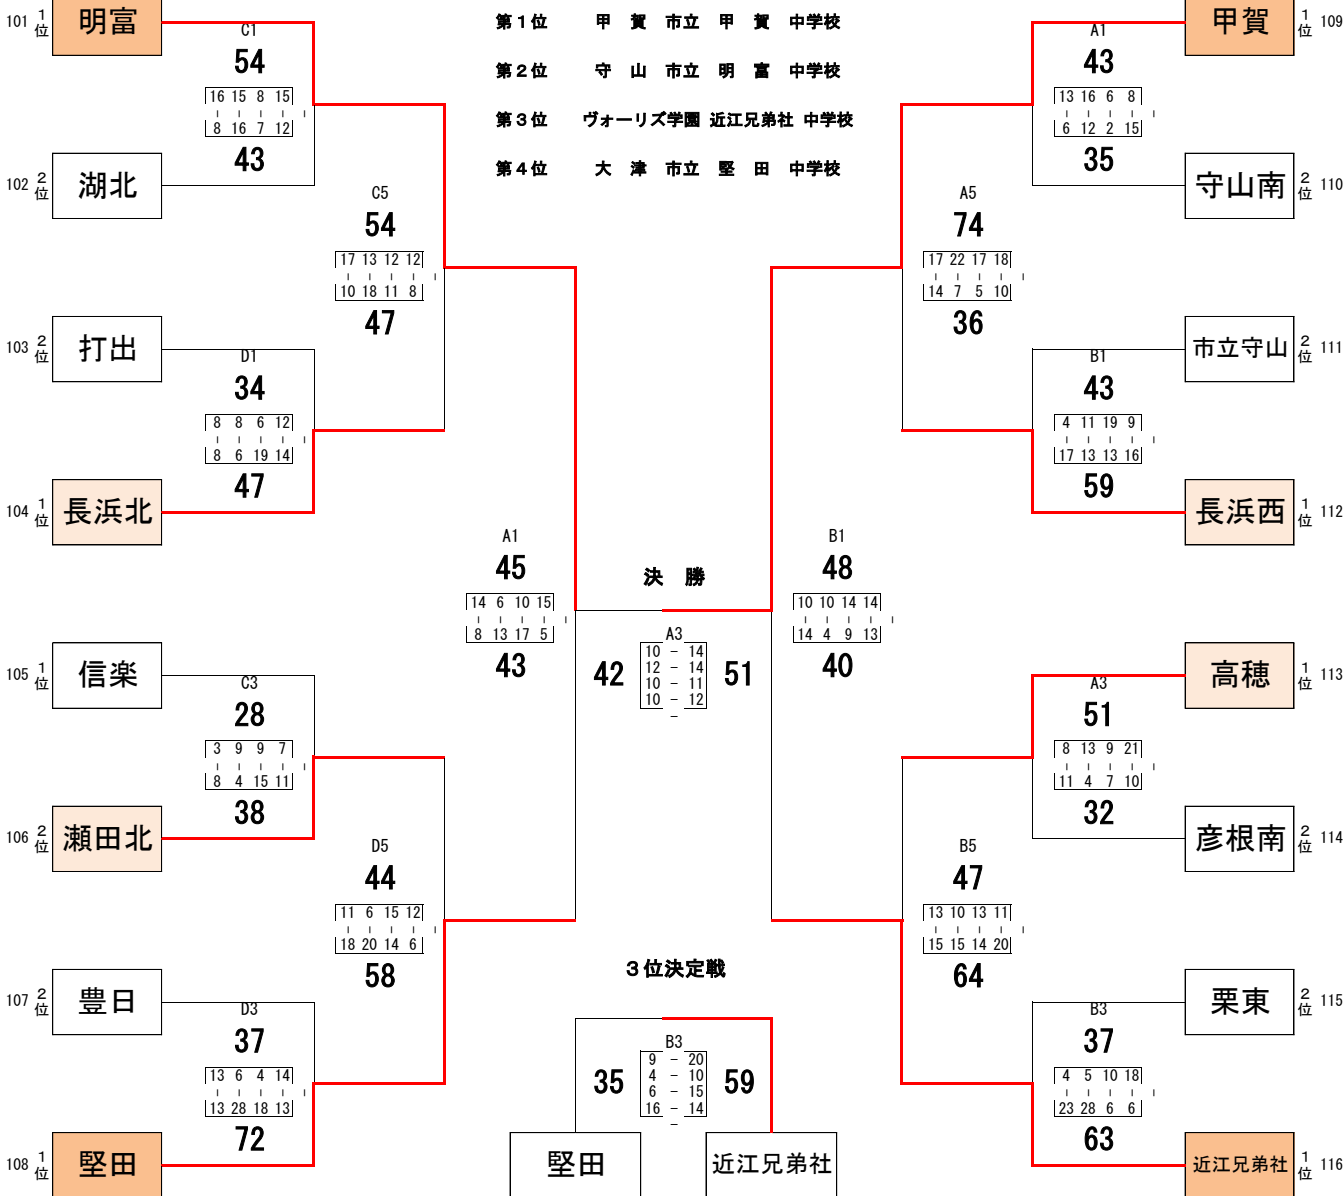 第１位 甲 賀 市立 甲 賀 中学校
第２位 守 山 市立 明 富 中学校
第３位 ヴォーリズ学園 近江兄弟社 中学校
第４位 大 津 市立 堅 田 中学校
101 1位 明富
C1
54
16 15 8 15
8 16 7 12
43
102 2位 湖北
C5
54
17 13 12 12
10 18 11 8
47
103 2位 打出
D1
34
8 8 6 12
8 6 19 14
47
104 1位 長浜北
A1
45
14 6 10 15
8 13 17 5
43
105 1位 信楽
C3
28
3 9 9 7
8 4 15 11
38
106 2位 瀬田北
D5
44
11 6 15 12
18 20 14 6
58
107 2位 豊日
D3
37
13 6 4 14
13 28 18 13
72
108 1位 堅田
決 勝
A3
42 51
10 - 14
12 - 14
10 - 11
10 - 12
-
３位決定戦
B3
35 59
9 - 20
4 - 10
6 - 15
16 - 14
-
堅田 近江兄弟社
甲賀 1位 109
A1
43
13 16 6 8
6 12 2 15
35
守山南 2位 110
A5
74
17 22 17 18
14 7 5 10
36
市立守山 2位 111
B1
43
4 11 19 9
17 13 13 16
59
長浜西 1位 112
B1
48
10 10 14 14
14 4 9 13
40
高穂 1位 113
A3
51
8 13 9 21
11 4 7 10
32
彦根南 2位 114
B5
47
13 10 13 11
15 15 14 20
64
栗東 2位 115
B3
37
4 5 10 18
23 28 6 6
63
近江兄弟社 1位 116